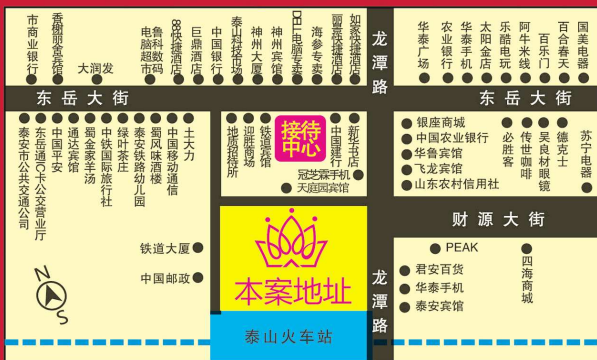 市商业银行
香榭丽舍宾馆
大润发
鲁科数码
电脑超市
88快捷酒店
巨鼎酒店
中国银行
泰山科技市场
神州大厦
神州宾馆
DELL电脑专卖
海参专卖
丽景快捷酒店
如家快捷酒店
龙潭路
华泰广场
农业银行
华泰手机
太阳金店
乐酷电玩
阿牛米线
百乐门
百合春天
国美电器
东岳大街
东岳大街
泰安市公共交通公司
东岳通IC卡公交营业厅
中国平安
通达宾馆
蜀金家羊汤
中铁国际旅行社
绿叶茶庄
泰安铁路幼儿园
蜀风味酒楼
中国移动通信
土大力
地质招待所
迎胜商场
铁道宾馆
接待
中心
中国建行
新华书店
冠芝霖手机
天庭园宾馆
银座商城
中国农业银行
华鲁宾馆
飞龙宾馆
山东农村信用社
必胜客
传世咖啡
吴良材眼镜
德克士
苏宁电器
财源大街
铁道大厦
中国邮政
N
S
本案地址
泰山火车站
龙潭路
PEAK
君安百货
华泰手机
泰安宾馆
四海商城